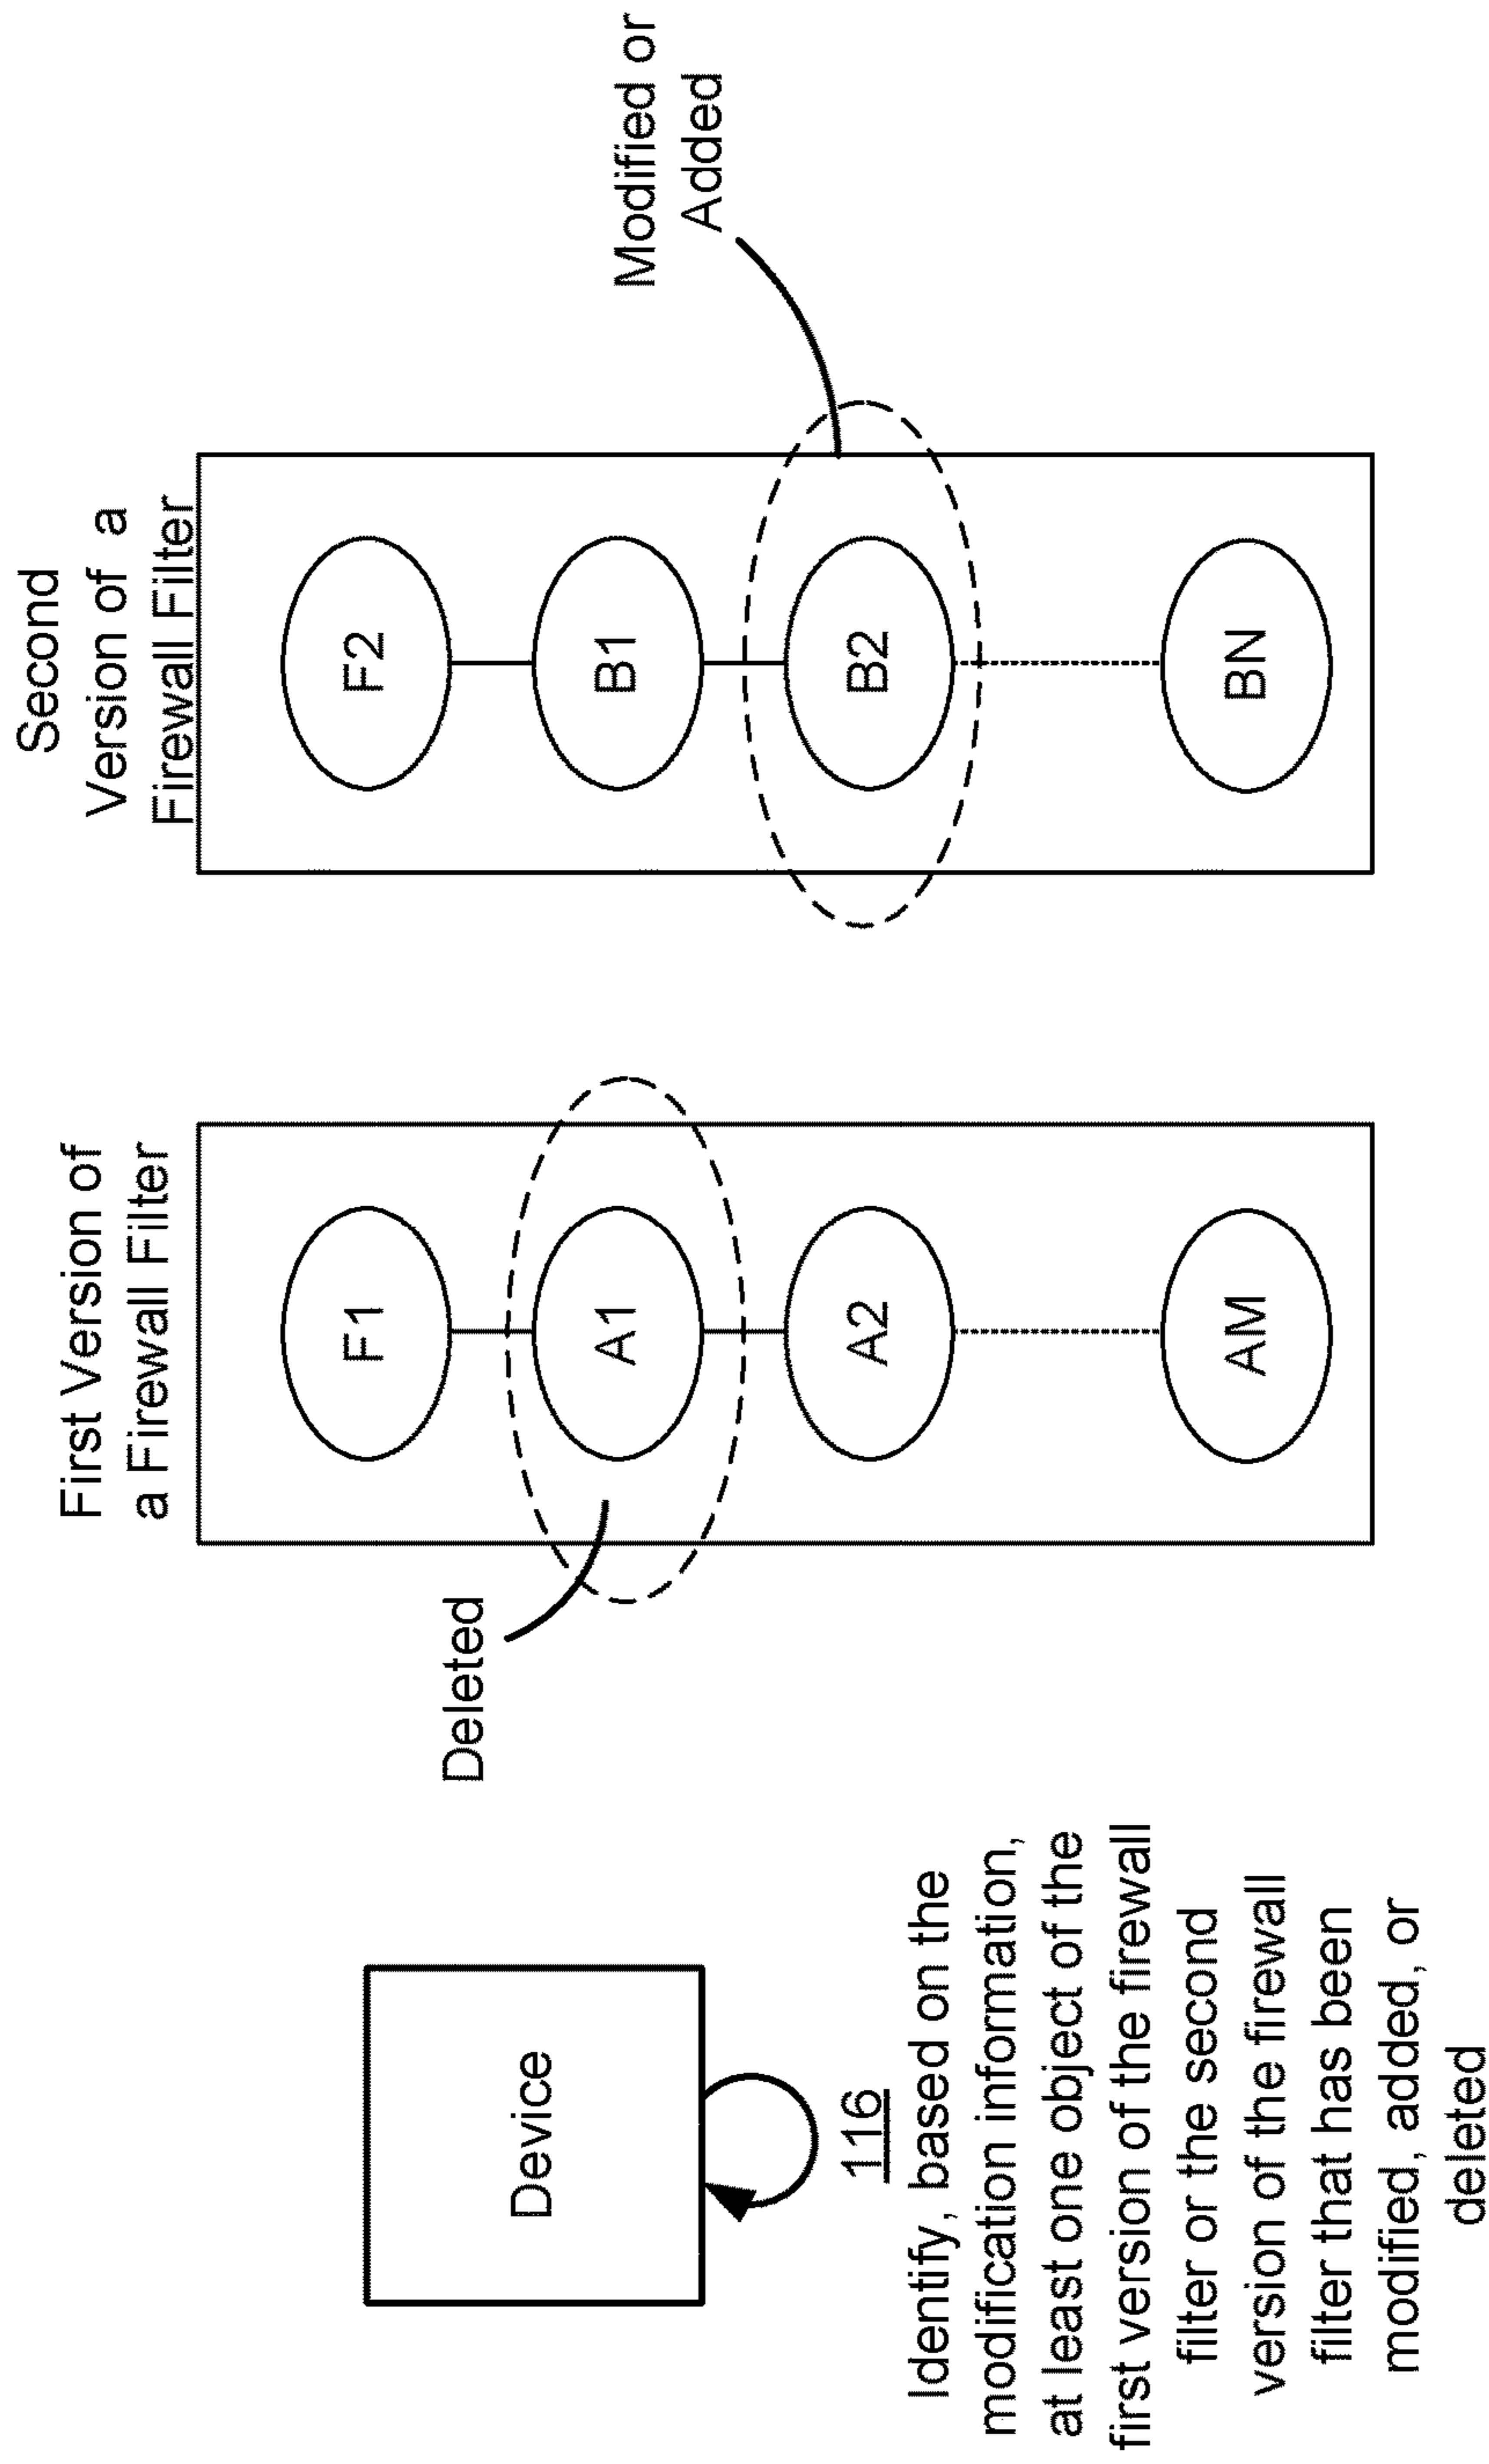 Device
116
Identify, based on the
modification information,
at least one object of the
first version of the firewall
filter or the second
version of the firewall
filter that has been
modified, added, or
deleted
First Version of
a Firewall Filter
F1
A1
A2
AM
Deleted
Second
Version of a
Firewall Filter
F2
B1
B2
BN
Modified or
Added